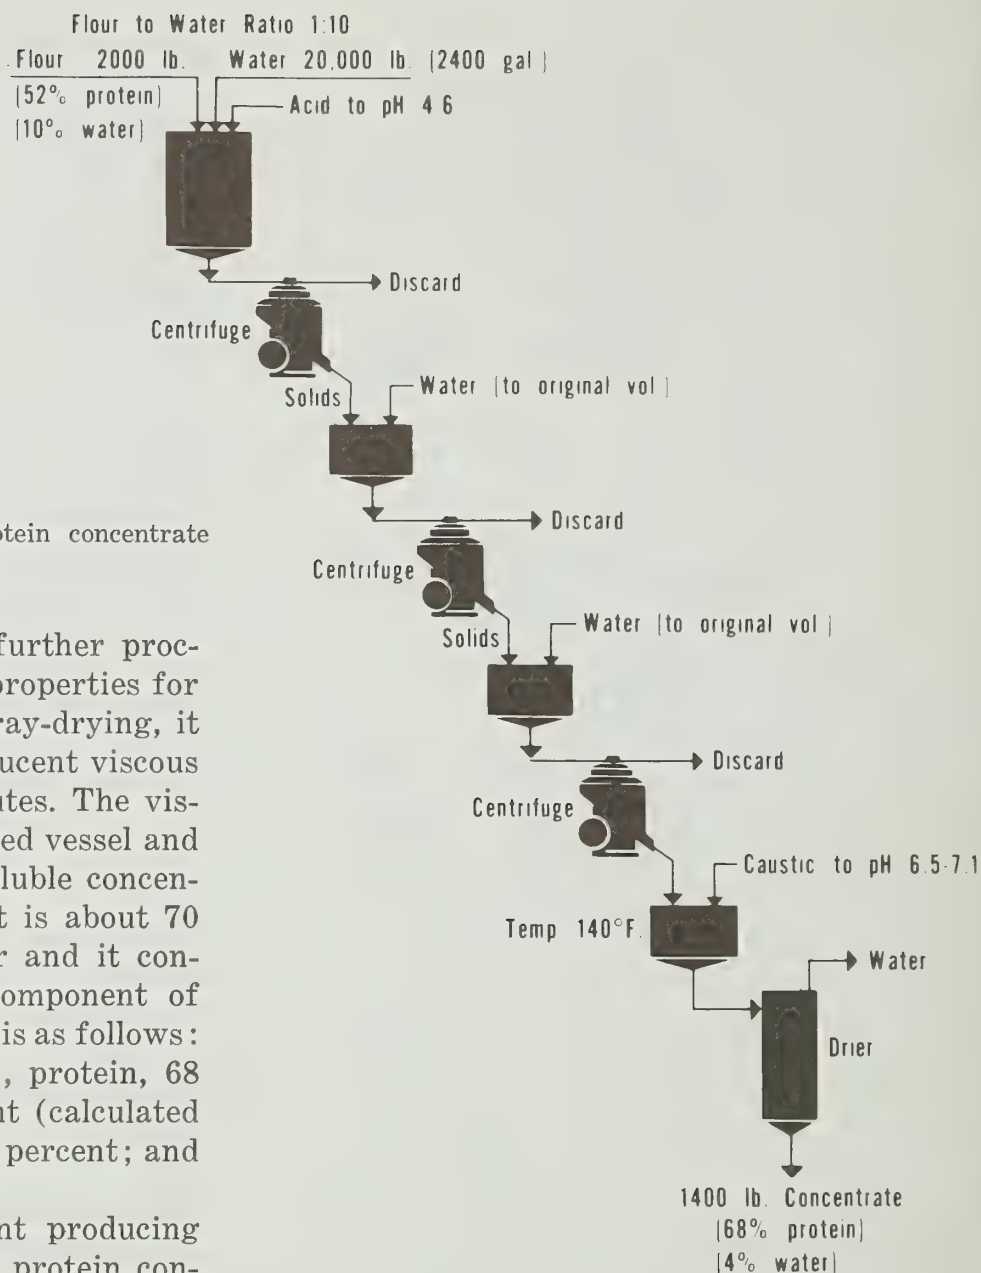 Flour to Water Ratio 1:10
Flour 2000 lb. Water 20,000 lb. (2400 gal)
(52% protein)
(10% water)
Acid to pH 4 6
Discard
Centrifuge
Solids
Water (to original vol)
Discard
Centrifuge
Solids
Water (to original vol)
Discard
Centrifuge
Caustic to pH 6.5-7.1
Temp 140°F.
Water
Drier
1400 lb. Concentrate
(68% protein)
(4% water)
protein concentrate
further proc-
properties for
ray-drying, it
ucent viscous
utes. The vis-
ed vessel and
luble concen-
t is about 70
r and it con-
omponent of
is as follows:
, protein, 68
nt (calculated
percent; and
nt producing
protein con-